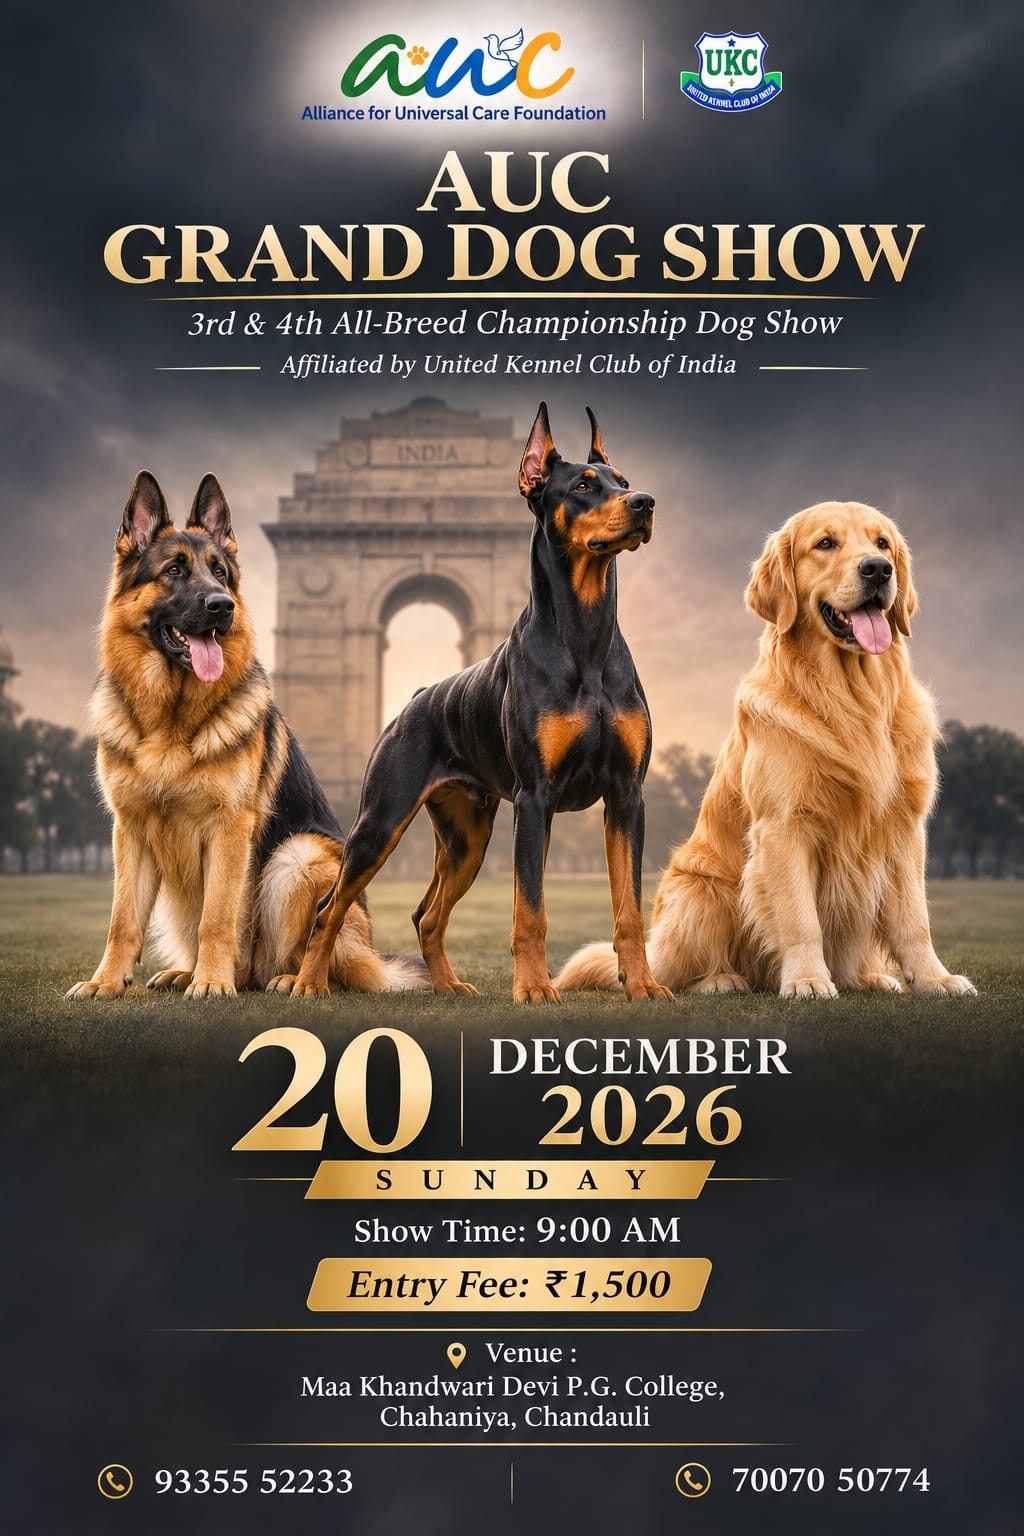 auc
Alliance for Universal Care Foundation
UKC
UNITED KENNEL CLUB OF INDIA
AUC
GRAND DOG SHOW
3rd & 4th All-Breed Championship Dog Show
Affiliated by United Kennel Club of India
INDIA
20
DECEMBER
2026
SUNDAY
Show Time: 9:00 AM
Entry Fee: ₹1,500
Venue :
Maa Khandwari Devi P.G. College,
Chahaniya, Chandauli
93355 52233
70070 50774